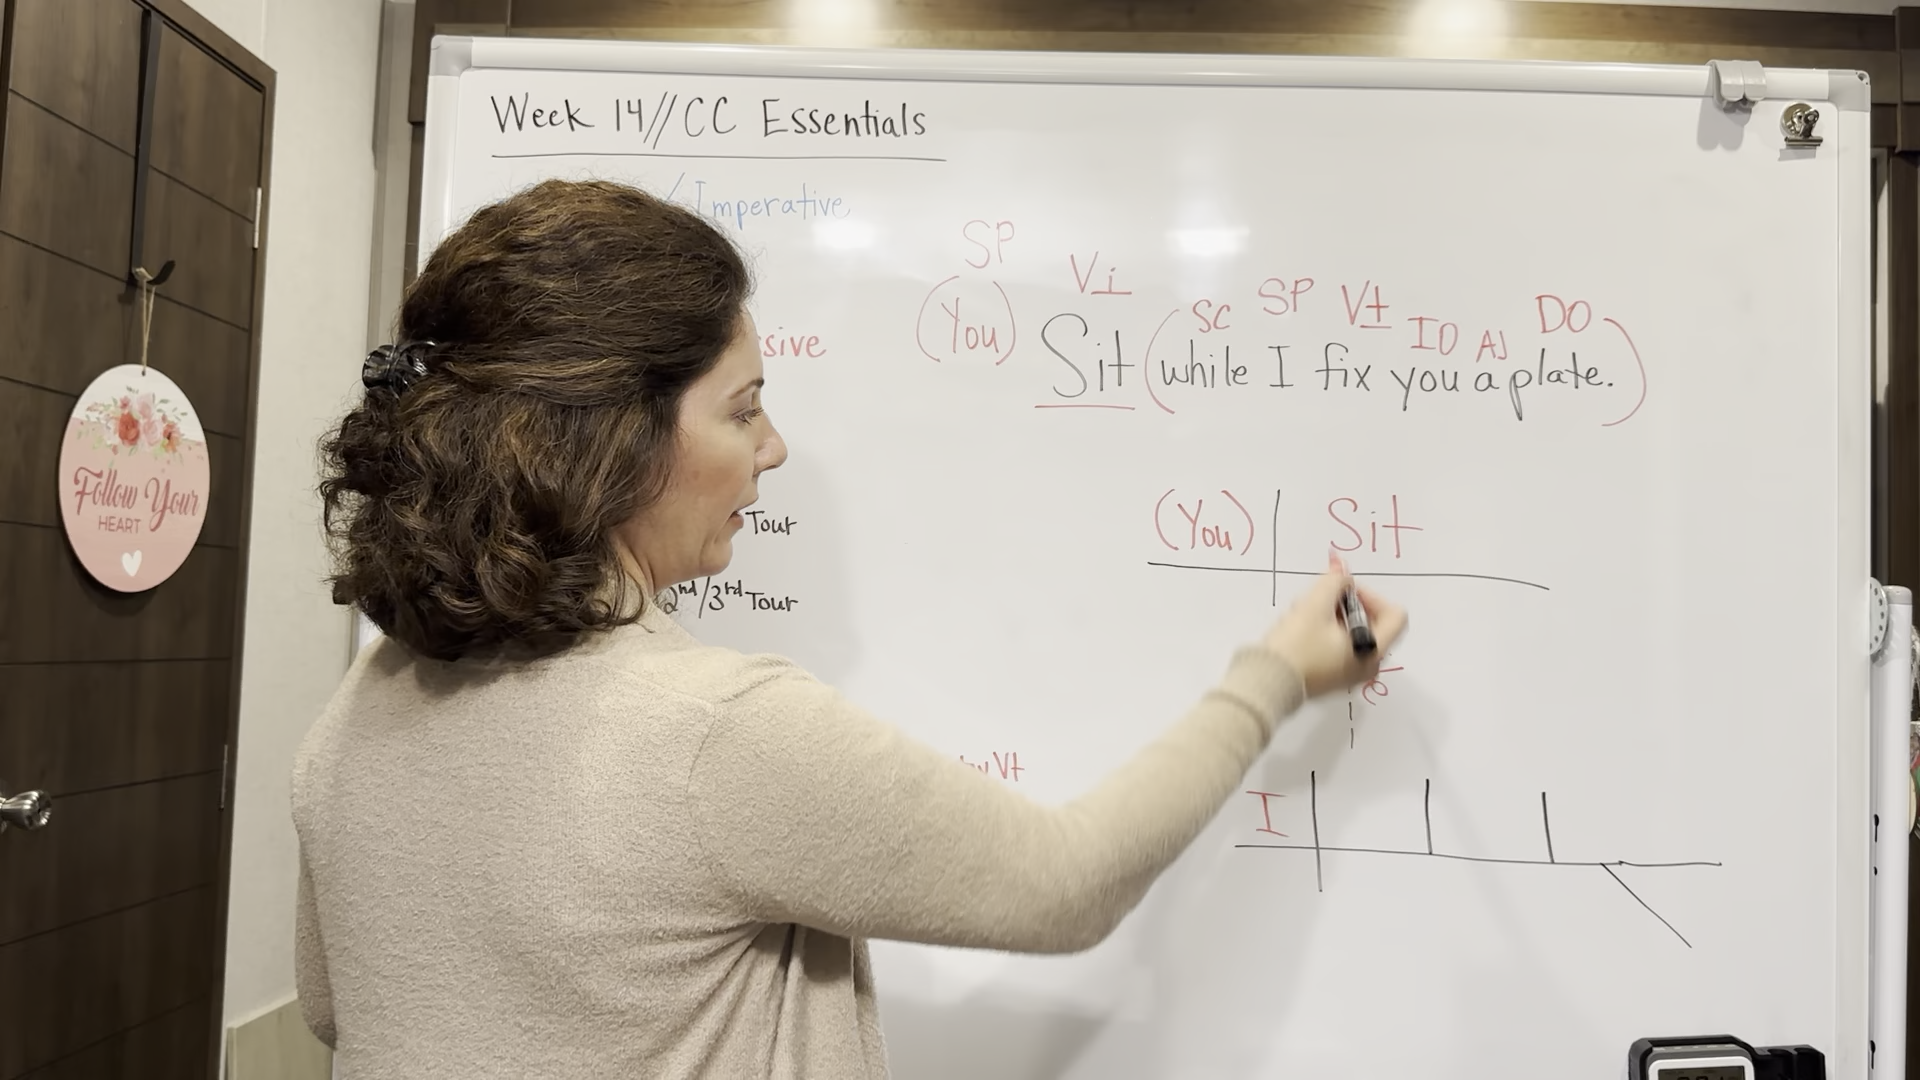 Week 14//CC Essentials
/Imperative
SP
Vi
(You) Sit (while I fix you a plate.)
SC SP Vt IO AJ DO
ssive
(You) Sit
Tour
2nd/3rd Tour
Vt
I
Follow Your
HEART